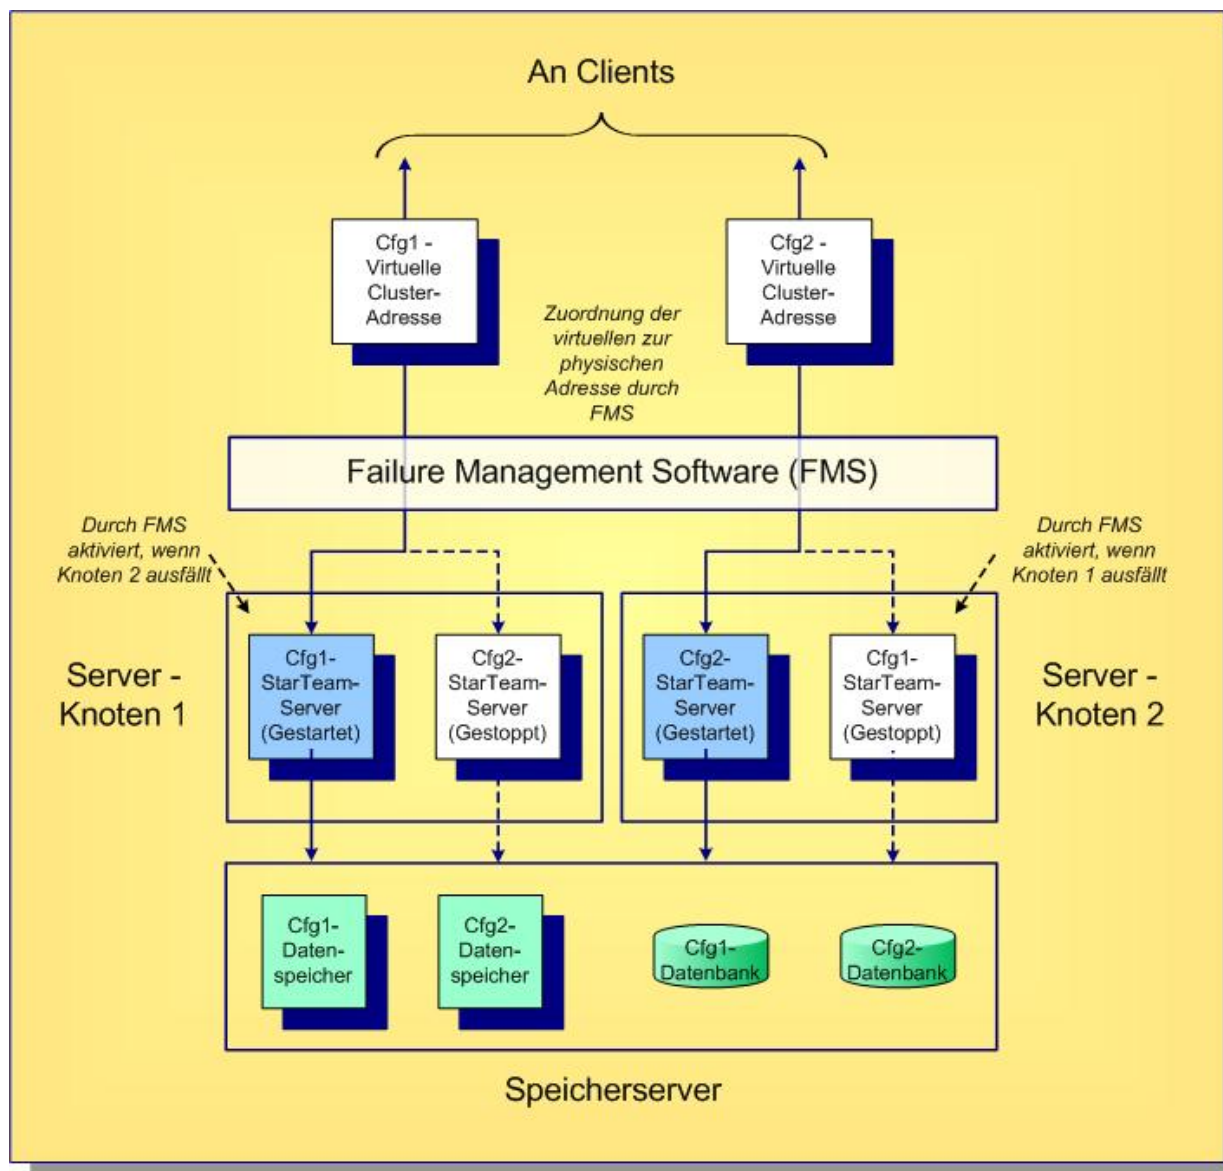 An Clients
Cfg1 -
Virtuelle
Cluster-
Adresse
Cfg2 -
Virtuelle
Cluster-
Adresse
Zuordnung der
virtuellen zur
physischen
Adresse durch
FMS
Failure Management Software (FMS)
Durch FMS
aktiviert, wenn
Knoten 2 ausfällt
Durch FMS
aktiviert, wenn
Knoten 1 ausfällt
Server -
Knoten 1
Cfg1-
StarTeam-
Server
(Gestartet)
Cfg2-
StarTeam-
Server
(Gestoppt)
Cfg2-
StarTeam-
Server
(Gestartet)
Cfg1-
StarTeam-
Server
(Gestoppt)
Server -
Knoten 2
Cfg1-
Daten-
speicher
Cfg2-
Daten-
speicher
Cfg1-
Datenbank
Cfg2-
Datenbank
Speicherserver